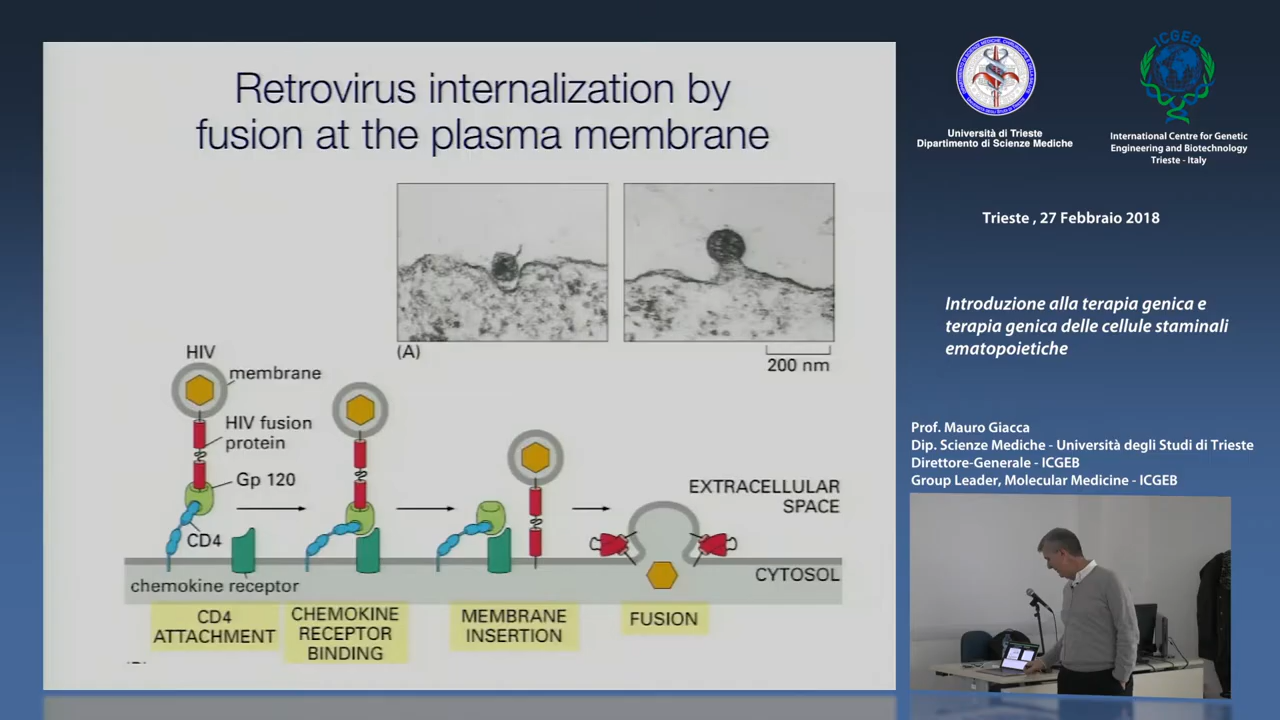 Retrovirus internalization by
fusion at the plasma membrane
(A)
200 nm
HIV
membrane
HIV fusion
protein
Gp 120
CD4
chemokine receptor
EXTRACELLULAR
SPACE
CYTOSOL
CD4
ATTACHMENT
CHEMOKINE
RECEPTOR
BINDING
MEMBRANE
INSERTION
FUSION
Università di Trieste
Dipartimento di Scienze Mediche
ICGEB
International Centre for Genetic
Engineering and Biotechnology
Trieste - Italy
Trieste , 27 Febbraio 2018
Introduzione alla terapia genica e
terapia genica delle cellule staminali
ematopoietiche
Prof. Mauro Giacca
Dip. Scienze Mediche - Università degli Studi di Trieste
Direttore-Generale - ICGEB
Group Leader, Molecular Medicine - ICGEB